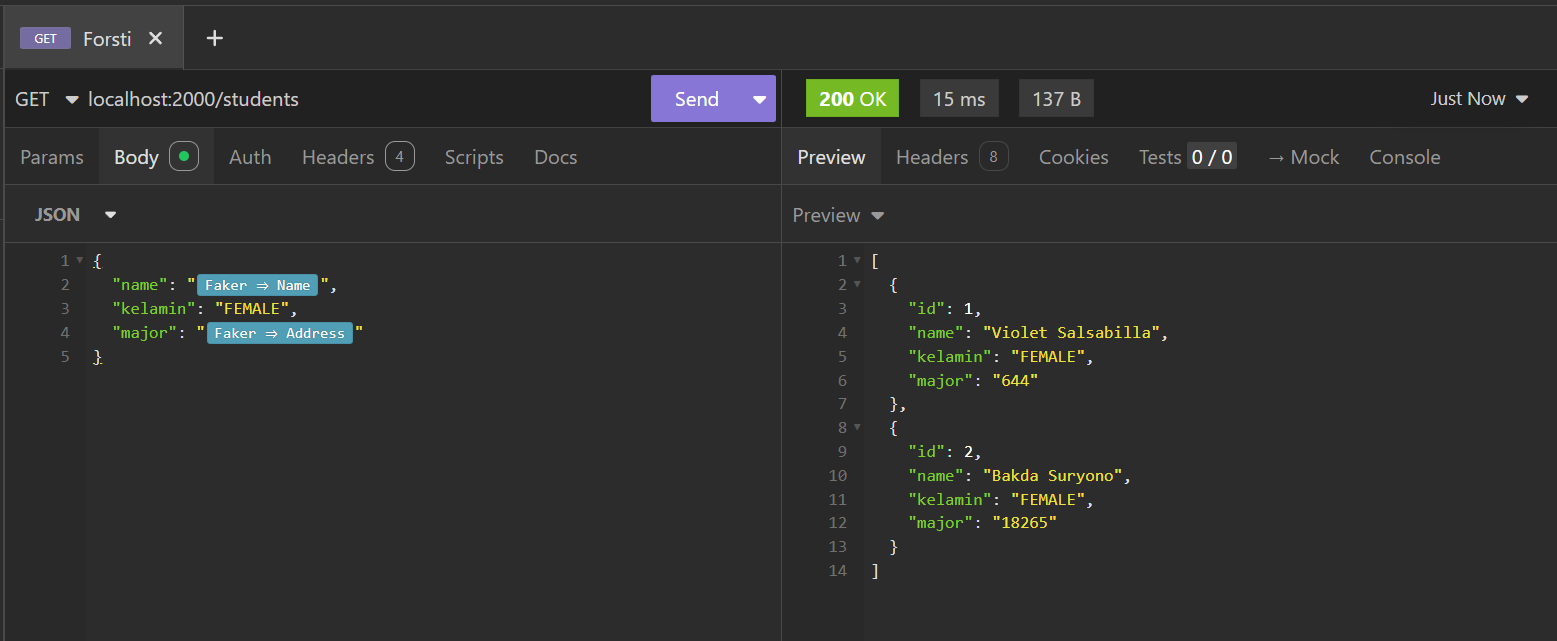 GET Forsti × +
GET localhost:2000/students Send
200 OK 15 ms 137 B Just Now
Params Body Auth Headers 4 Scripts Docs
Preview Headers 8 Cookies Tests 0 / 0 → Mock Console
JSON
1 {
2 "name": "Faker ⇒ Name",
3 "kelamin": "FEMALE",
4 "major": "Faker ⇒ Address"
5 }
Preview
1 [
2 {
3 "id": 1,
4 "name": "Violet Salsabilla",
5 "kelamin": "FEMALE",
6 "major": "644"
7 },
8 {
9 "id": 2,
10 "name": "Bakda Suryono",
11 "kelamin": "FEMALE",
12 "major": "18265"
13 }
14 ]